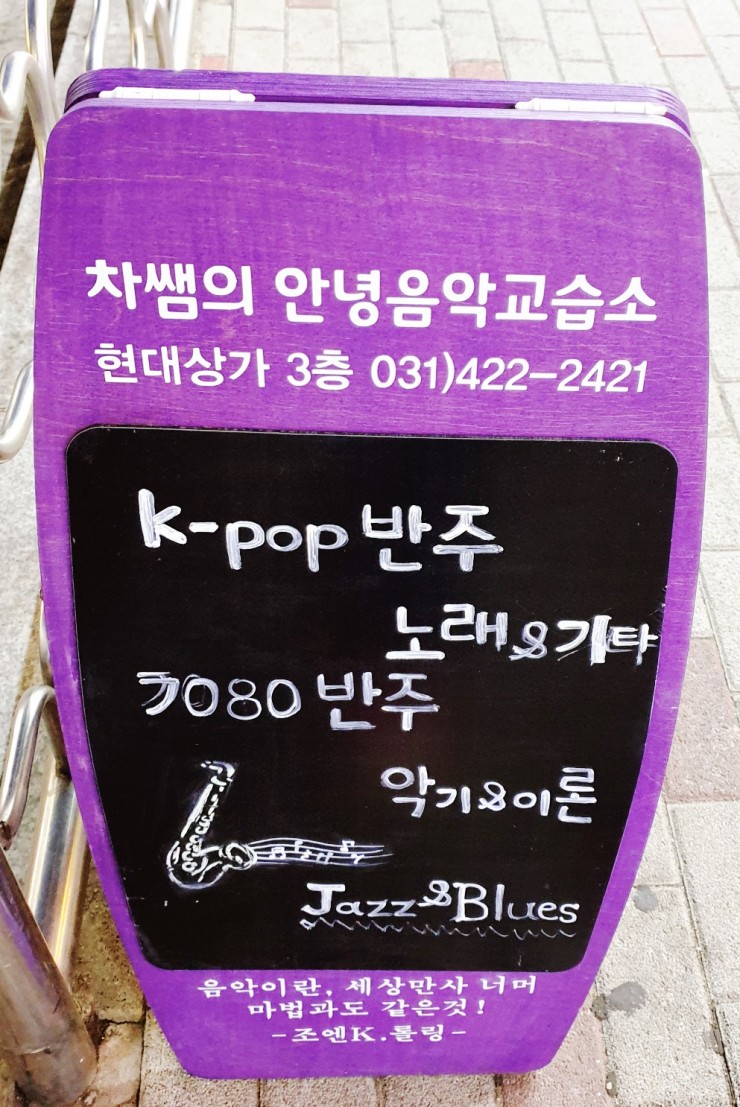 차쌤의 안녕음악교습소
현대상가 3층 031)422-2421
k-pop 반주
노래&기타
7080 반주
악기&이론
Jazz&Blues
음악이란, 세상만사 너머
마법과도 같은것!
-조엔K.롤링-